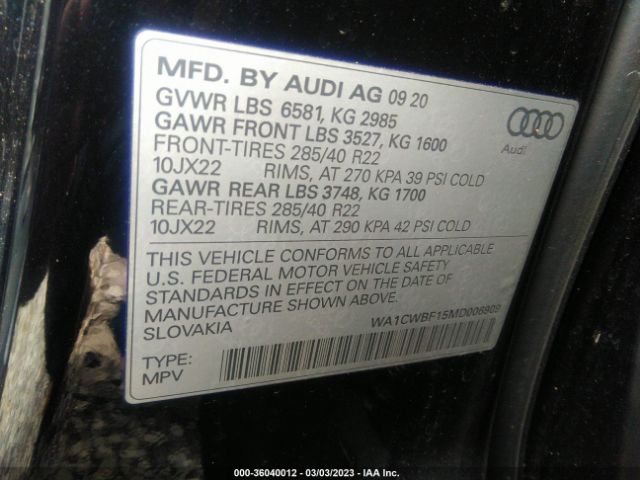 MFD. BY AUDI AG 09 20
GVWR LBS 6581, KG 2985
GAWR FRONT LBS 3527, KG 1600
FRONT-TIRES 285/40 R22
10JX22 RIMS, AT 270 KPA 39 PSI COLD
GAWR REAR LBS 3748, KG 1700
REAR-TIRES 285/40 R22
10JX22 RIMS, AT 290 KPA 42 PSI COLD
Audi
THIS VEHICLE CONFORMS TO ALL APPLICABLE
U.S. FEDERAL MOTOR VEHICLE SAFETY
STANDARDS IN EFFECT ON THE DATE OF
MANUFACTURE SHOWN ABOVE.
SLOVAKIA
WA1CWBF15MD006909
TYPE:
MPV
000-36040012 - 03/03/2023 - IAA Inc.